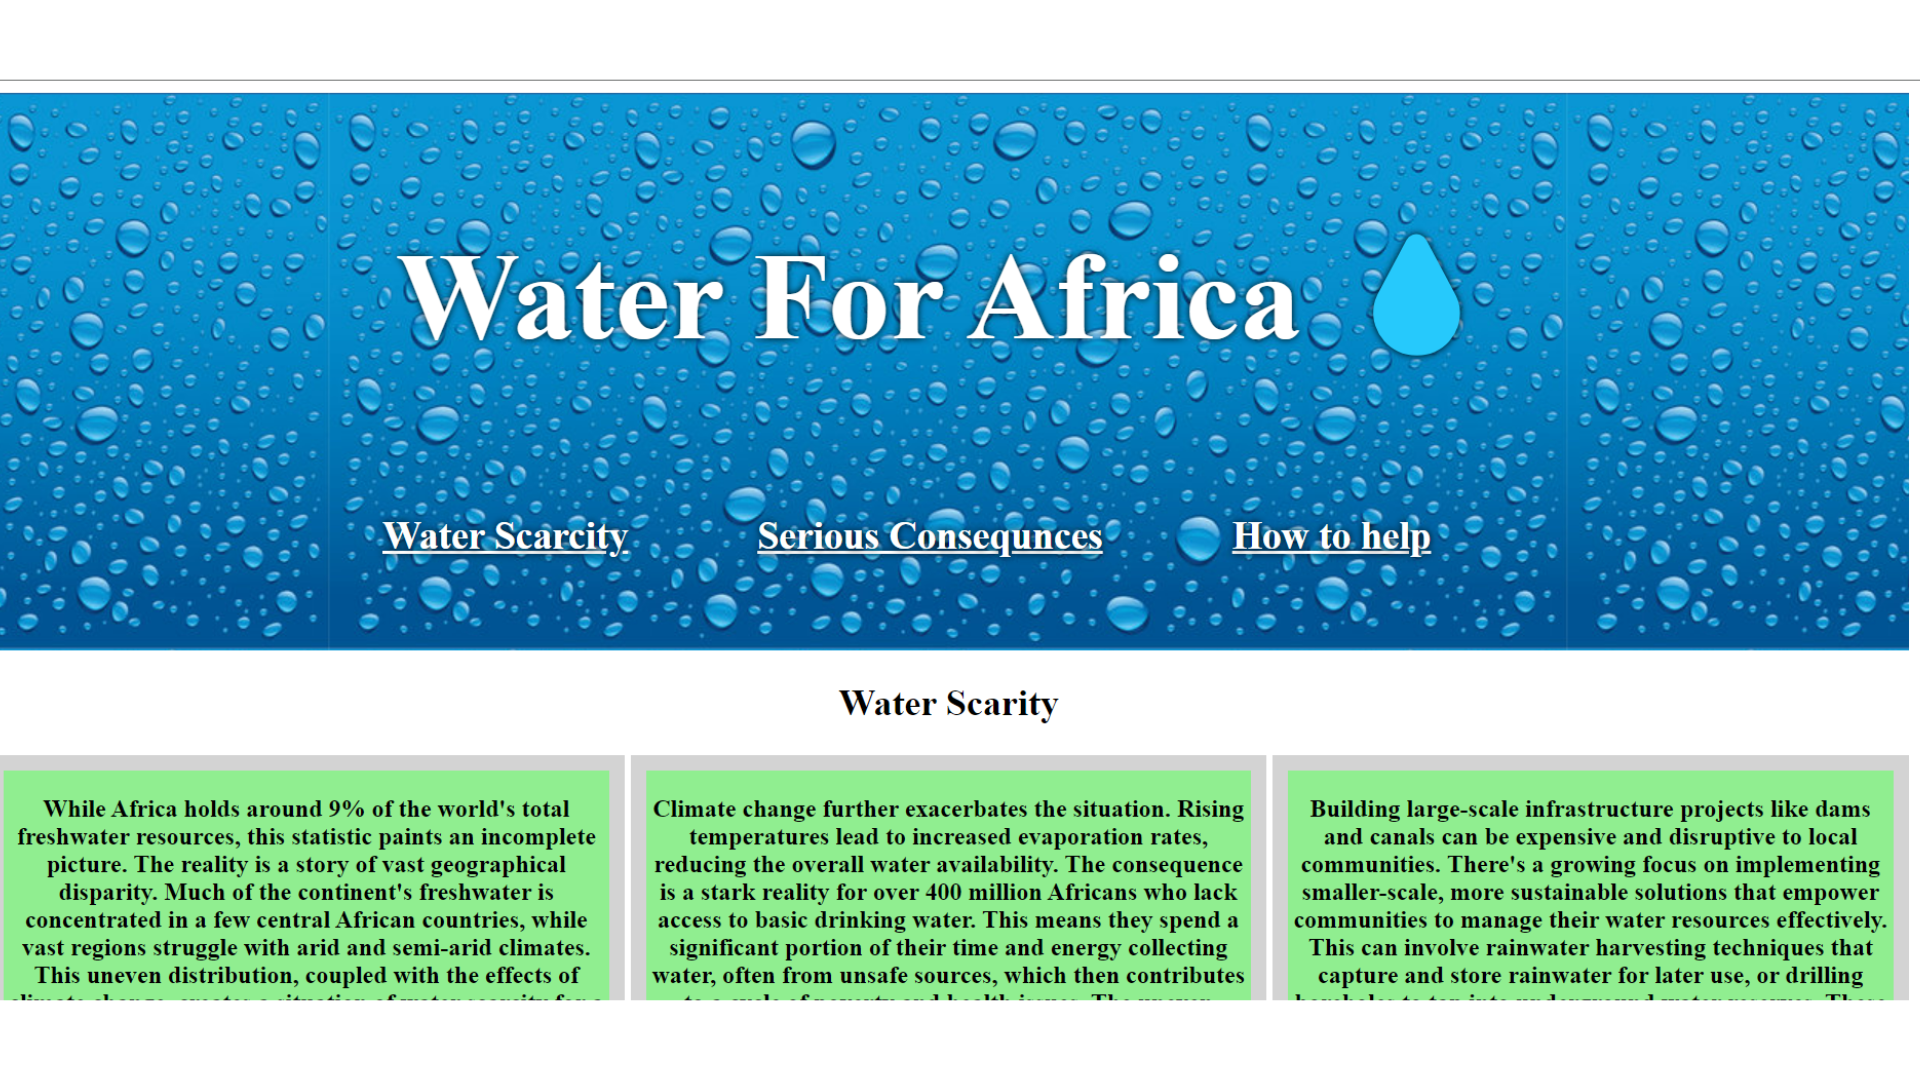 Water For Africa
Water Scarcity
Serious Consequnces
How to help
Water Scarity
While Africa holds around 9% of the world's total
freshwater resources, this statistic paints an incomplete
picture. The reality is a story of vast geographical
disparity. Much of the continent's freshwater is
concentrated in a few central African countries, while
vast regions struggle with arid and semi-arid climates.
This uneven distribution, coupled with the effects of
Climate change further exacerbates the situation. Rising
temperatures lead to increased evaporation rates,
reducing the overall water availability. The consequence
is a stark reality for over 400 million Africans who lack
access to basic drinking water. This means they spend a
significant portion of their time and energy collecting
water, often from unsafe sources, which then contributes
Building large-scale infrastructure projects like dams
and canals can be expensive and disruptive to local
communities. There's a growing focus on implementing
smaller-scale, more sustainable solutions that empower
communities to manage their water resources effectively.
This can involve rainwater harvesting techniques that
capture and store rainwater for later use, or drilling